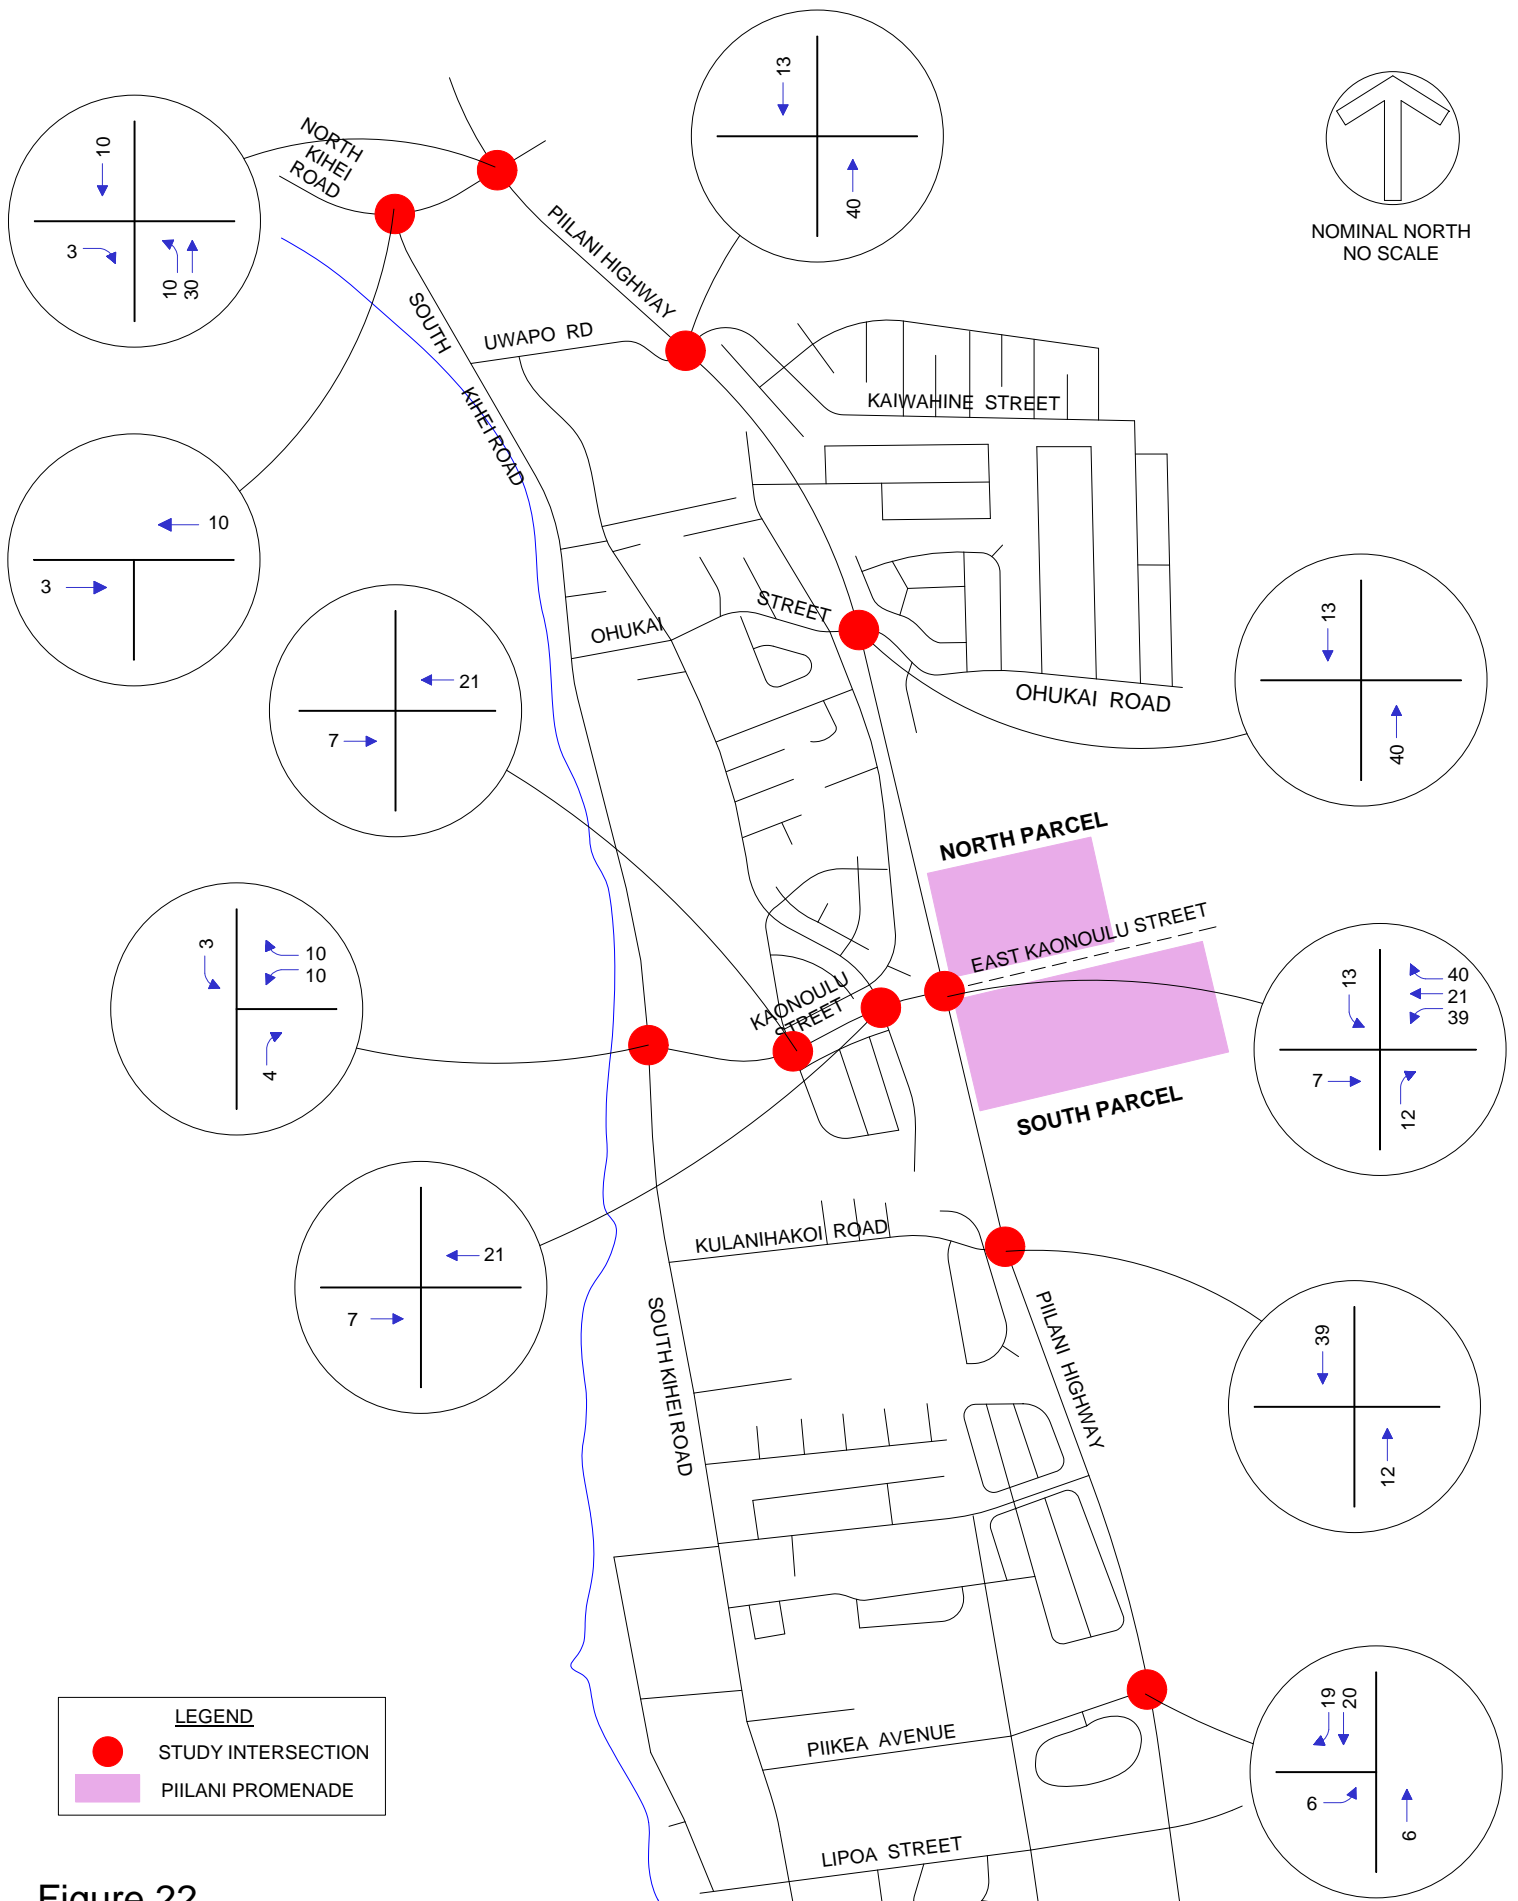 13
40
10
3
10
30
NORTH
KIHEI
ROAD
PIILANI HIGHWAY
NOMINAL NORTH
NO SCALE
SOUTH
KIHEI ROAD
UWAPO RD
KAIWAHINE STREET
10
3
OHUKAI
STREET
OHUKAI ROAD
13
40
21
7
NORTH PARCEL
EAST KAONOULU STREET
SOUTH PARCEL
KAONOULU
STREET
3
10
10
4
13
40
21
39
7
12
21
7
KULANIHAKOI ROAD
SOUTH KIHEI ROAD
PIILANI HIGHWAY
39
12
PIIKEA AVENUE
LIPOA STREET
19
20
6
6
LEGEND
STUDY INTERSECTION
PIILANI PROMENADE
Figure 22